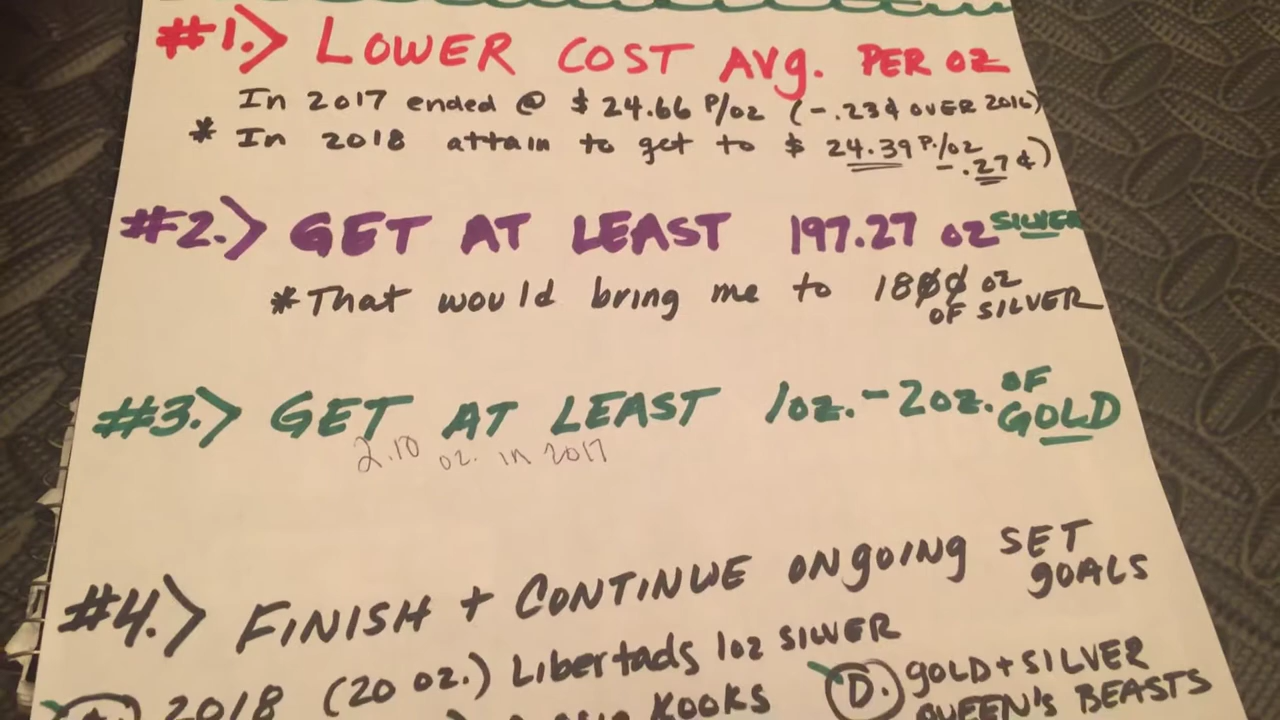 #1.> LOWER COST AVg. PER OZ
In 2017 ended @ $ 24.66 P/oz (-.23¢ OVER 2016)
* In 2018 attain to get to $ 24.39 P./oz
-.27¢)
#2.> GET AT LEAST 197.27 oz SILVER
* That would bring me to 1800 oz
OF SILVER
#3.> GET AT LEAST 1oz.-2oz. OF
GOLD
2.10 oz. in 2017
#4.> FINISH + CONTINUE ONgOING SET
gOALS
2018 (20 oz.) Libertads 1oz SILVER
KOOKS
D. gOLD+SILVER
QUEEN'S BEASTS